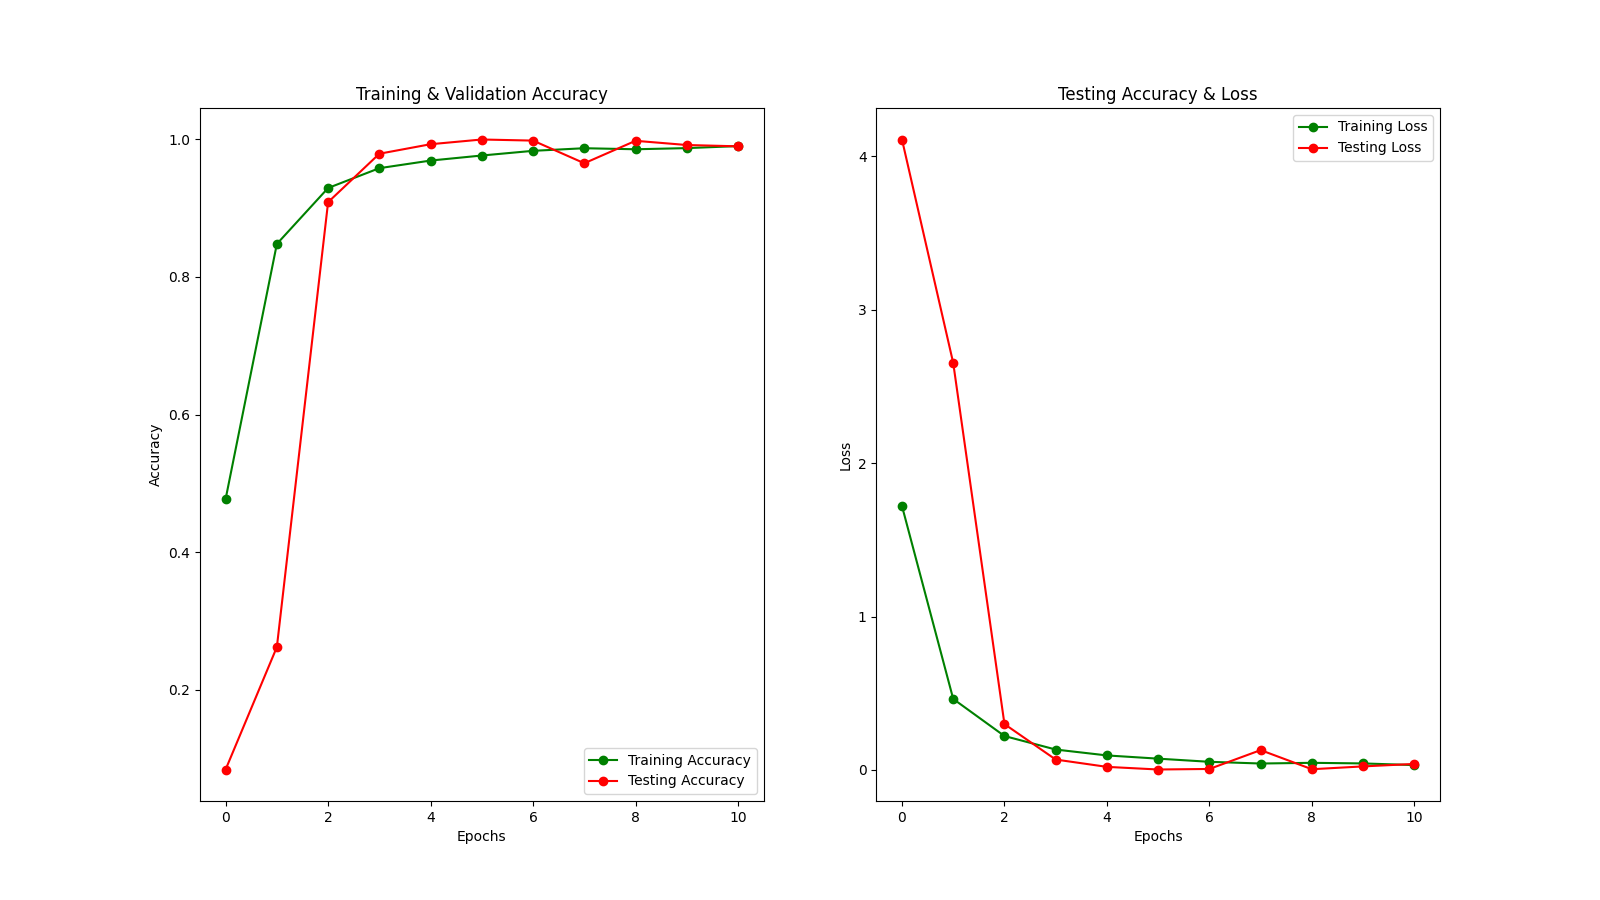 Training & Validation Accuracy
1.0
0.8
0.6
0.4
0.2
Accuracy
Training Accuracy
Testing Accuracy
0 2 4 6 8 10
Epochs
Testing Accuracy & Loss
Training Loss
Testing Loss
4
3
2
1
0
Loss
0 2 4 6 8 10
Epochs